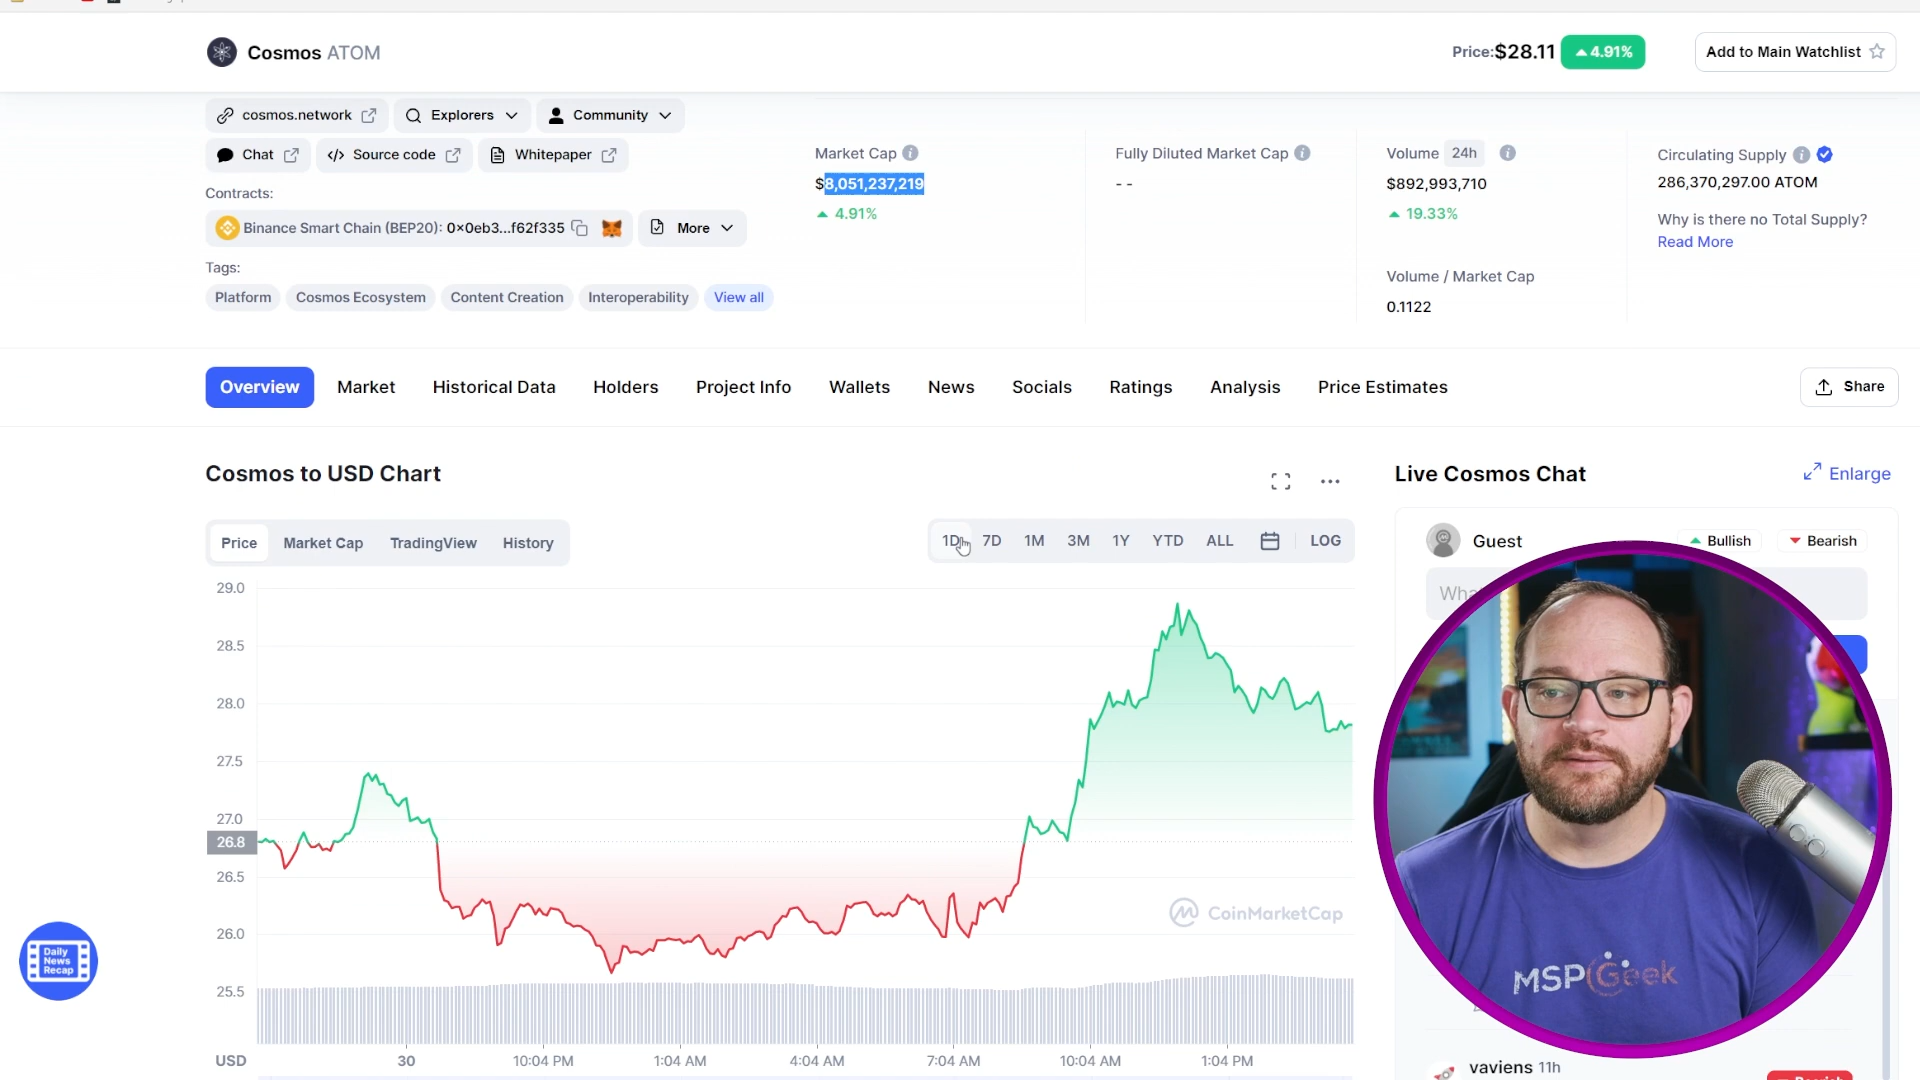 Cosmos ATOM
Price:$28.11 4.91%
Add to Main Watchlist
cosmos.network Explorers Community
Chat Source code Whitepaper
Contracts:
Binance Smart Chain (BEP20): 0x0eb3...f62f335 More
Tags:
Platform Cosmos Ecosystem Content Creation Interoperability View all
Market Cap
$8,051,237,219
4.91%
Fully Diluted Market Cap
- -
Volume 24h
$892,993,710
19.33%
Volume / Market Cap
0.1122
Circulating Supply
286,370,297.00 ATOM
Why is there no Total Supply?
Read More
Overview Market Historical Data Holders Project Info Wallets News Socials Ratings Analysis Price Estimates Share
Cosmos to USD Chart
Price Market Cap TradingView History
1D 7D 1M 3M 1Y YTD ALL LOG
29.0
28.5
28.0
27.5
27.0
26.8
26.5
26.0
25.5
CoinMarketCap
USD 30 10:04 PM 1:04 AM 4:04 AM 7:04 AM 10:04 AM 1:04 PM
Live Cosmos Chat Enlarge
Guest Bullish Bearish
MSPGeek
vaviens 11h
Bearish
Daily
News
Recap